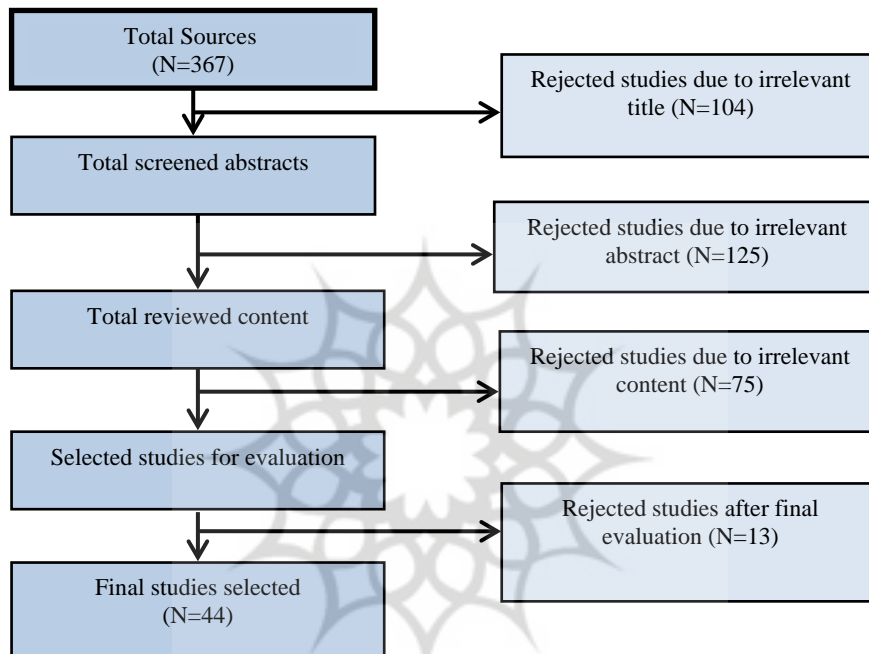 Total Sources
(N=367)
Rejected studies due to irrelevant
title (N=104)
Total screened abstracts
Rejected studies due to irrelevant
abstract (N=125)
Total reviewed content
Rejected studies due to irrelevant
content (N=75)
Selected studies for evaluation
Rejected studies after final
evaluation (N=13)
Final studies selected
(N=44)